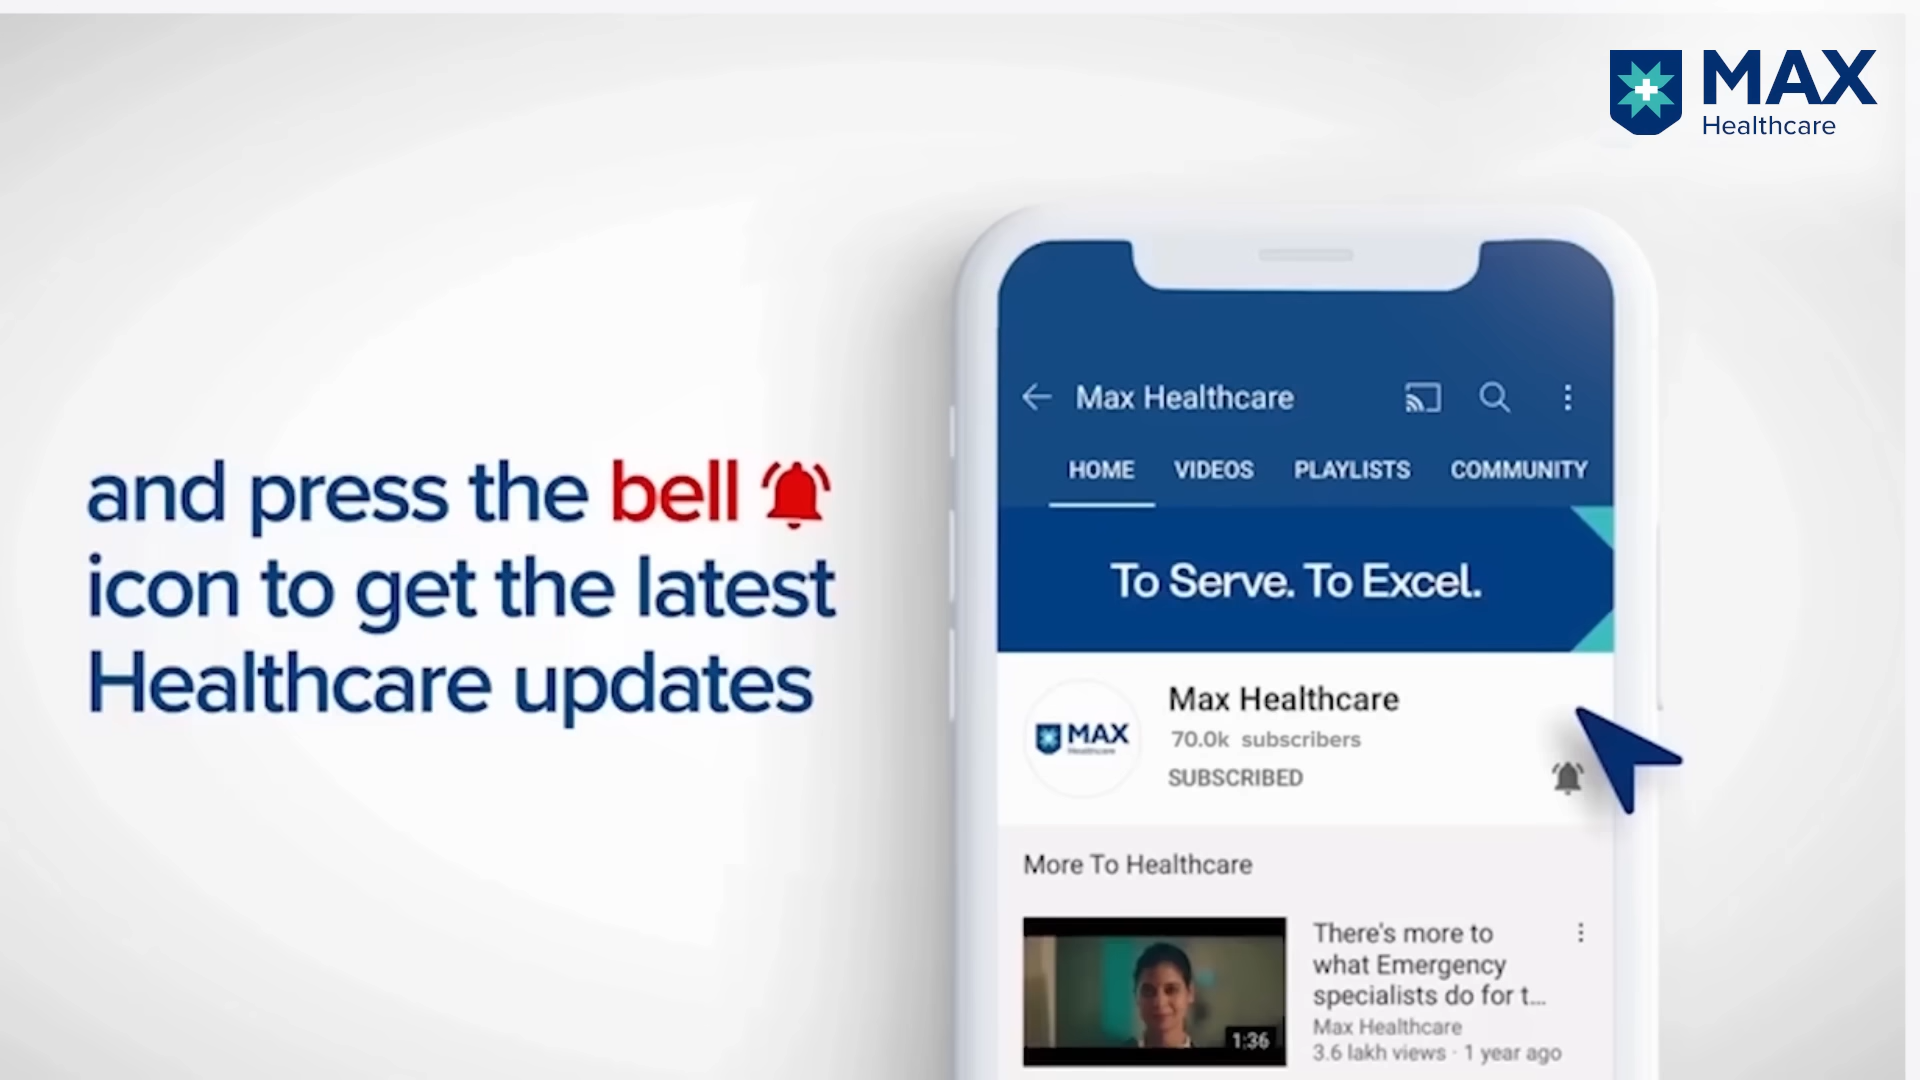 MAX
Healthcare
and press the bell
icon to get the latest
Healthcare updates
Max Healthcare
HOME VIDEOS PLAYLISTS COMMUNITY
To Serve. To Excel.
MAX
Healthcare
Max Healthcare
70.0k subscribers
SUBSCRIBED
More To Healthcare
1:36
There's more to
what Emergency
specialists do for t...
Max Healthcare
3.6 lakh views · 1 year ago